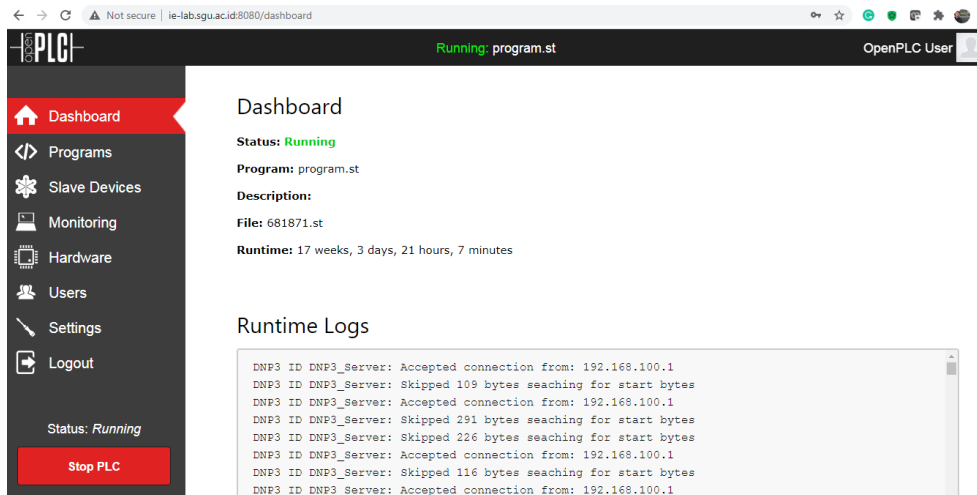 Not secure | ie-lab.sgu.ac.id:8080/dashboard
open PLC
Running: program.st
OpenPLC User
Dashboard
Programs
Slave Devices
Monitoring
Hardware
Users
Settings
Logout
Status: Running
Stop PLC
Dashboard
Status: Running
Program: program.st
Description:
File: 681871.st
Runtime: 17 weeks, 3 days, 21 hours, 7 minutes
Runtime Logs
DNP3 ID DNP3_Server: Accepted connection from: 192.168.100.1
DNP3 ID DNP3_Server: Skipped 109 bytes seaching for start bytes
DNP3 ID DNP3_Server: Accepted connection from: 192.168.100.1
DNP3 ID DNP3_Server: Skipped 291 bytes seaching for start bytes
DNP3 ID DNP3_Server: Skipped 226 bytes seaching for start bytes
DNP3 ID DNP3_Server: Accepted connection from: 192.168.100.1
DNP3 ID DNP3_Server: Skipped 116 bytes seaching for start bytes
DNP3 ID DNP3_Server: Accepted connection from: 192.168.100.1